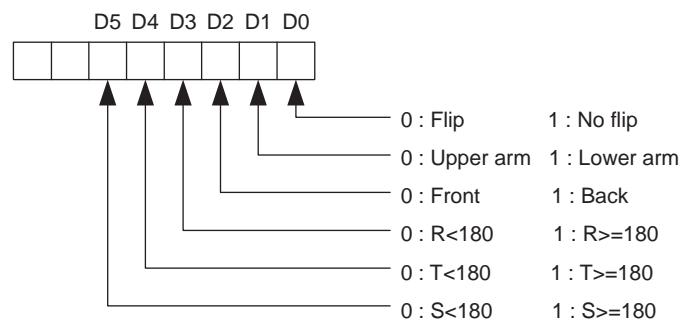 D5 D4 D3 D2 D1 D0
0 : Flip 1 : No flip
0 : Upper arm 1 : Lower arm
0 : Front 1 : Back
0 : R<180 1 : R>=180
0 : T<180 1 : T>=180
0 : S<180 1 : S>=180